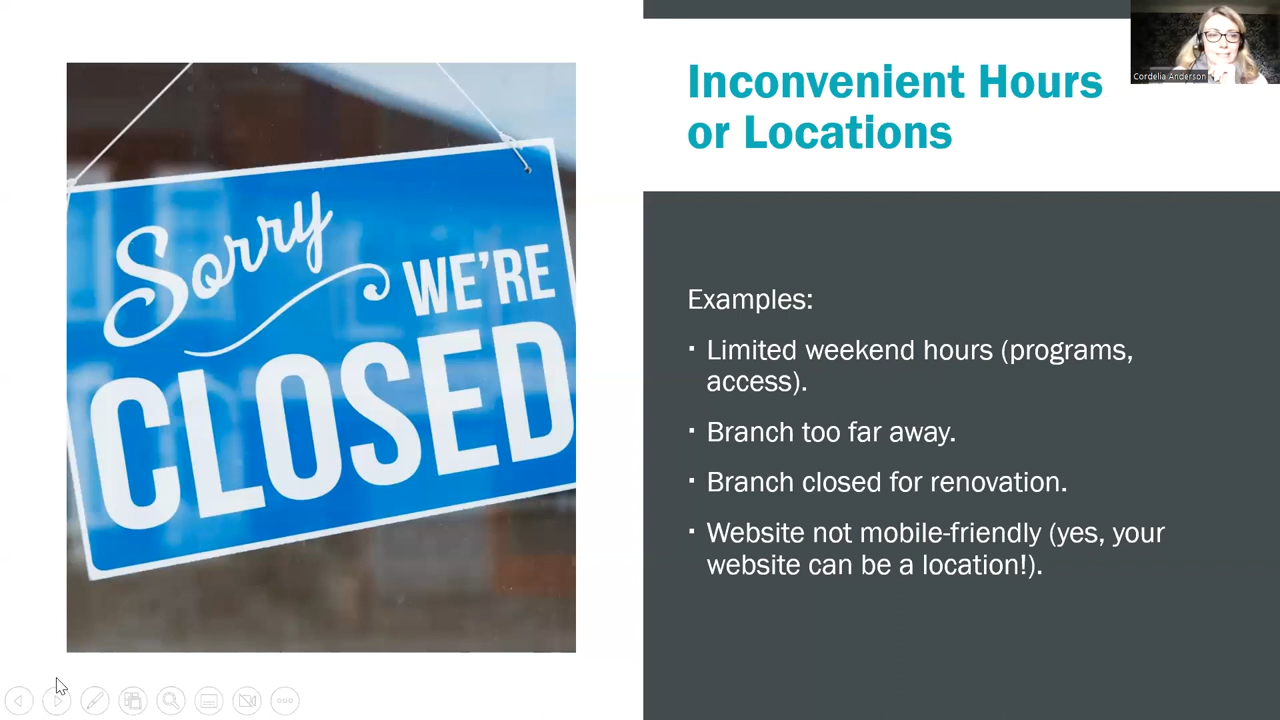 Sorry
WE'RE
CLOSED
Inconvenient Hours
or Locations
Cordelia Anderson
Examples:
▪ Limited weekend hours (programs,
access).
▪ Branch too far away.
▪ Branch closed for renovation.
▪ Website not mobile-friendly (yes, your
website can be a location!).